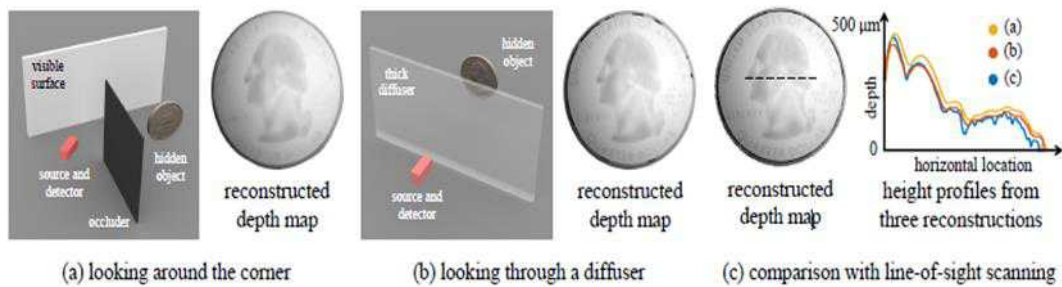 visible
surface
source and
detector
occluder
hidden
object
reconstructed
depth map
(a) looking around the corner
thick
diffuser
hidden
object
source and
detector
reconstructed
depth map
(b) looking through a diffuser
reconstructed
depth map
500 µm
depth
0
(a)
(b)
(c)
horizontal location
height profiles from
three reconstructions
(c) comparison with line-of-sight scanning